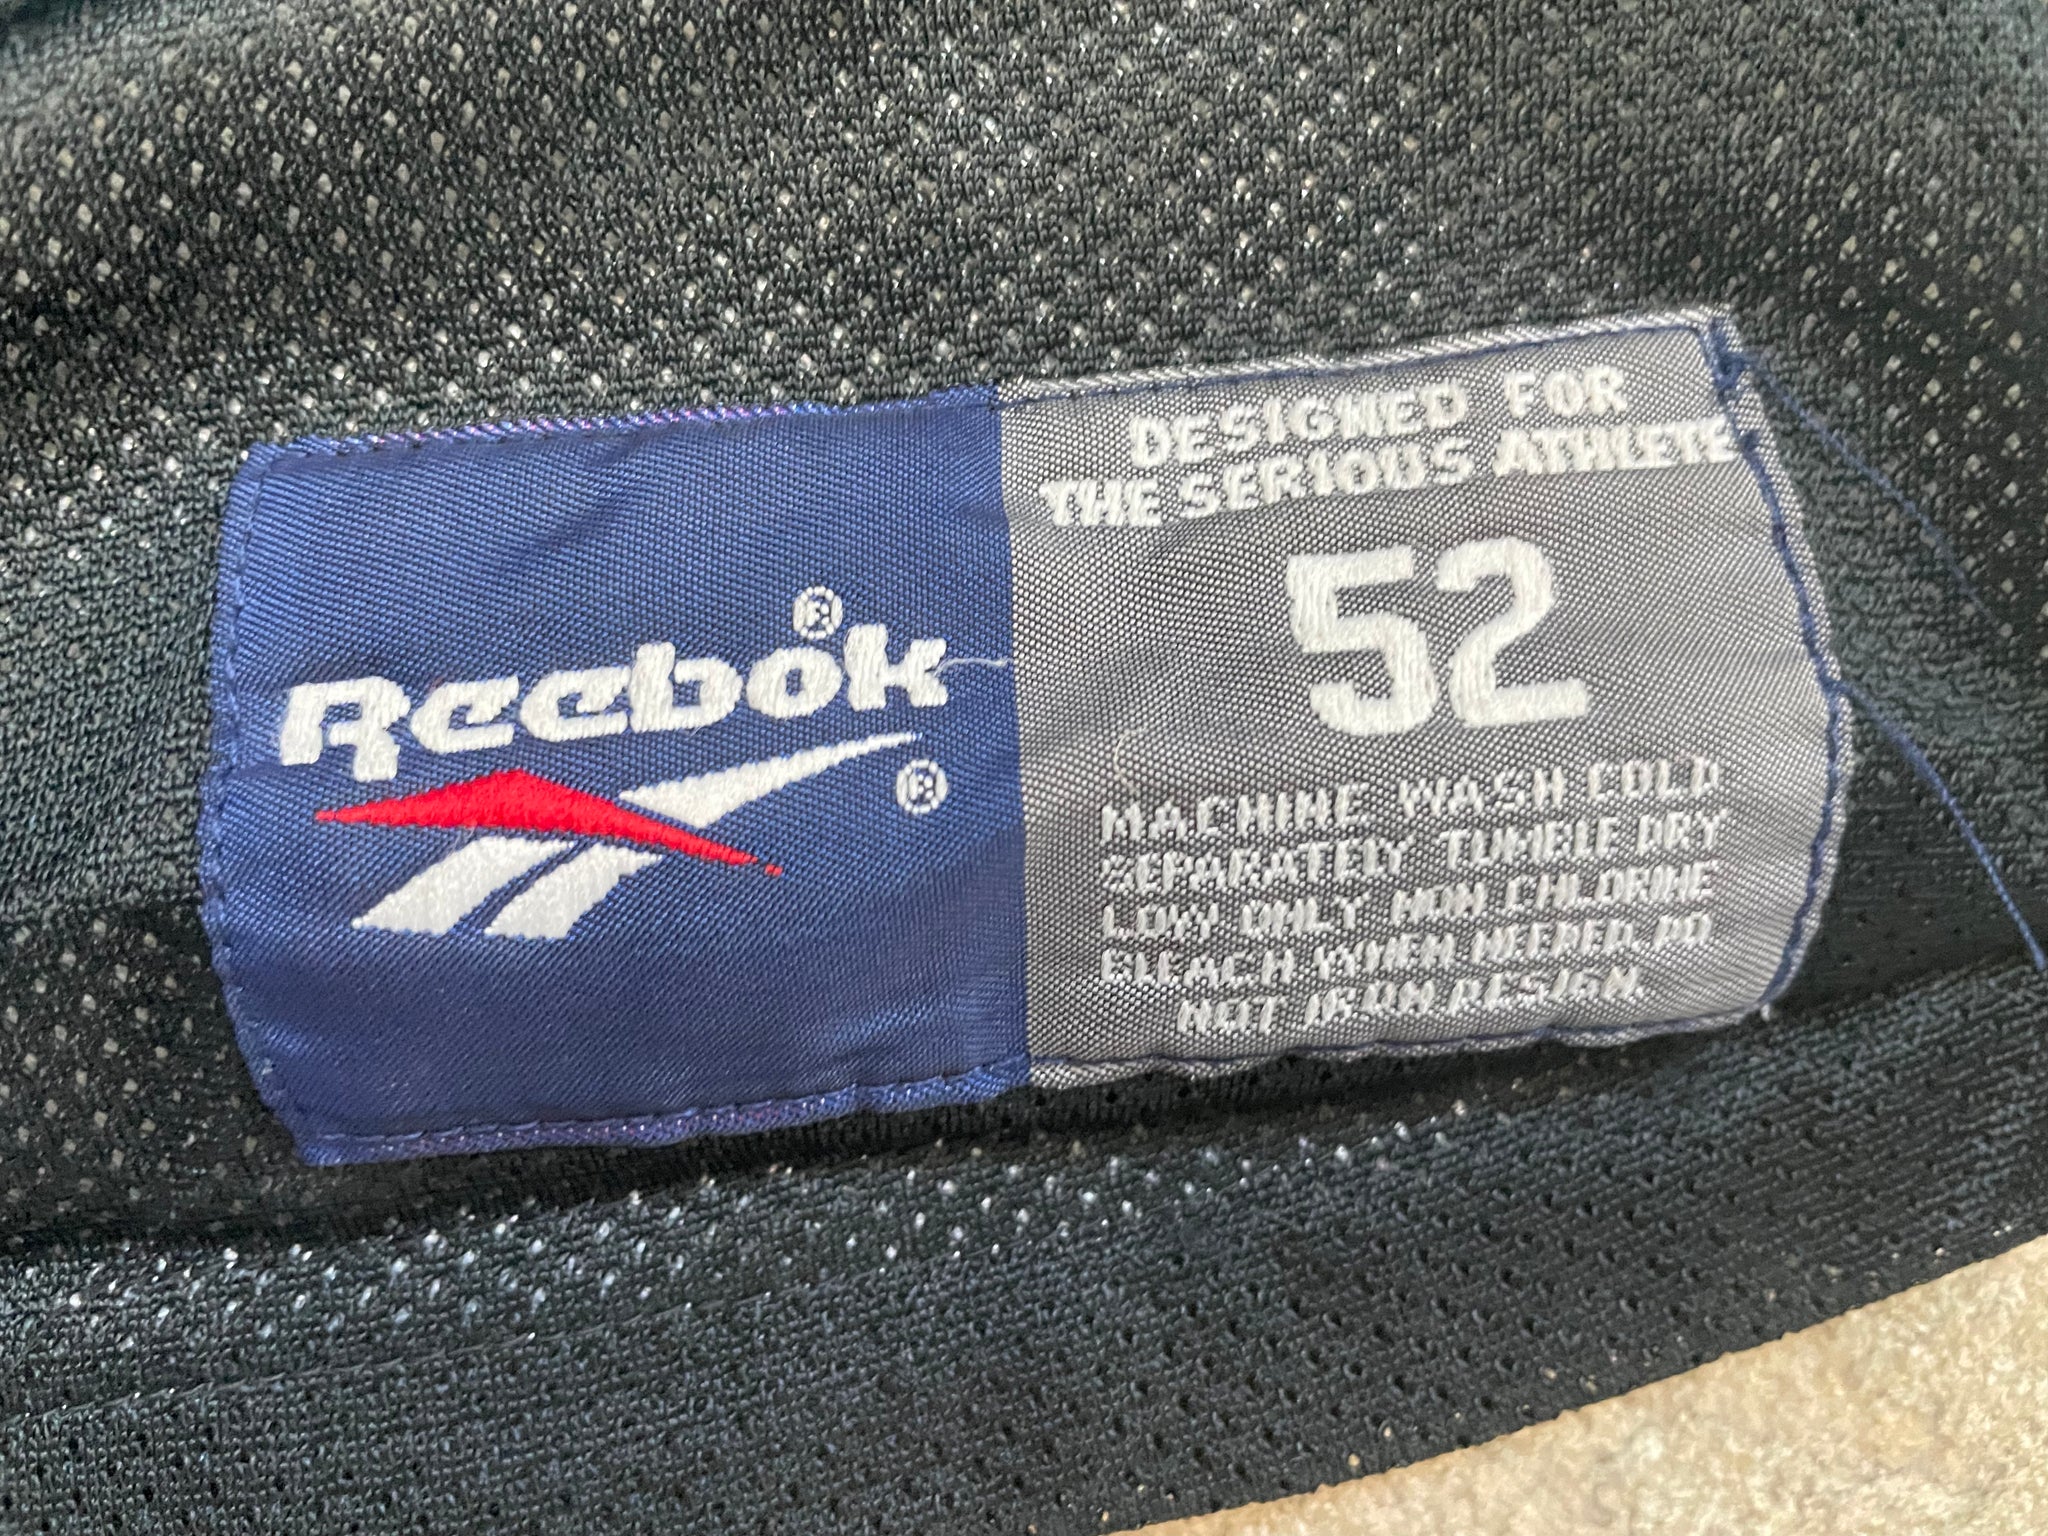 Reebok®
®
DESIGNED FOR
THE SERIOUS ATHLETE
52
MACHINE WASH COLD
SEPARATELY TUMBLE DRY
LOW ONLY NON CHLORINE
BLEACH WHEN NEEDED. DO
NOT IRON DESIGN.